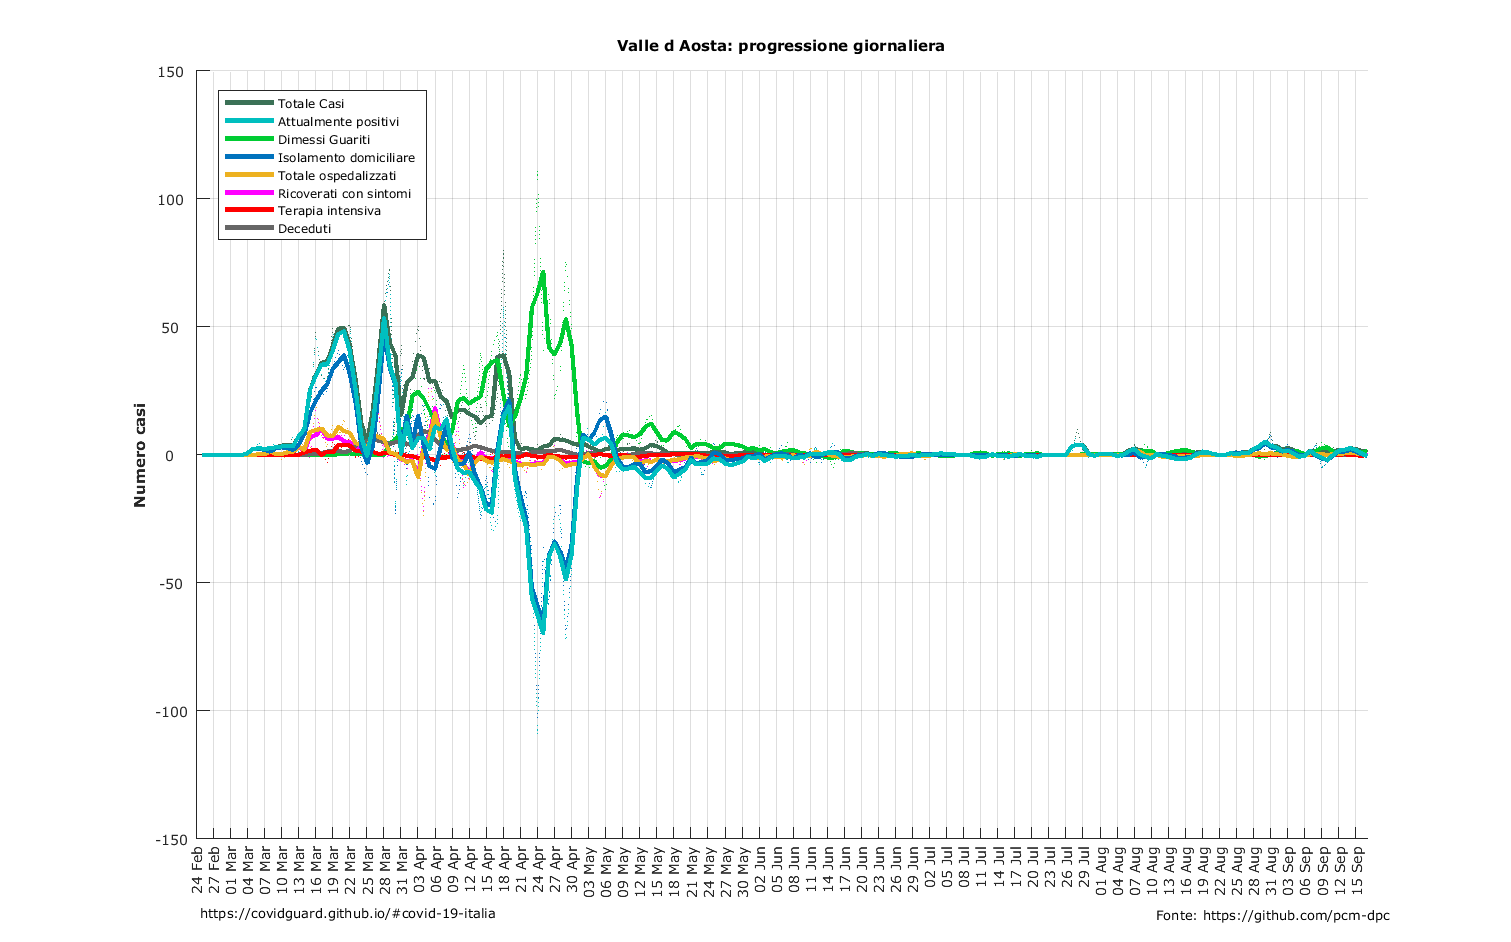 Valle d Aosta: progressione giornaliera
150
100
50
0
-50
-100
-150
Numero casi
Totale Casi
Attualmente positivi
Dimessi Guariti
Isolamento domiciliare
Totale ospedalizzati
Ricoverati con sintomi
Terapia intensiva
Deceduti
24 Feb
27 Feb
01 Mar
04 Mar
07 Mar
10 Mar
13 Mar
16 Mar
19 Mar
22 Mar
25 Mar
28 Mar
31 Mar
03 Apr
06 Apr
09 Apr
12 Apr
15 Apr
18 Apr
21 Apr
24 Apr
27 Apr
30 Apr
03 May
06 May
09 May
12 May
15 May
18 May
21 May
24 May
27 May
30 May
02 Jun
05 Jun
08 Jun
11 Jun
14 Jun
17 Jun
20 Jun
23 Jun
26 Jun
29 Jun
02 Jul
05 Jul
08 Jul
11 Jul
14 Jul
17 Jul
20 Jul
23 Jul
26 Jul
29 Jul
01 Aug
04 Aug
07 Aug
10 Aug
13 Aug
16 Aug
19 Aug
22 Aug
25 Aug
28 Aug
31 Aug
03 Sep
06 Sep
09 Sep
12 Sep
15 Sep
https://covidguard.github.io/#covid-19-italia
Fonte: https://github.com/pcm-dpc